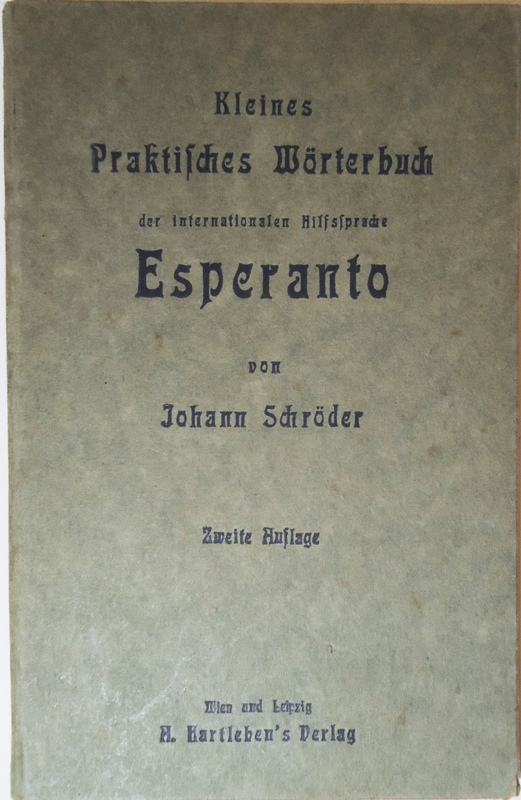 Kleines
Praktiſches Wörterbuch
der internationalen Hilfsſprache
Esperanto
von
Johann Schröder
Zweite Auflage
Wien und Leipzig
A. Hartleben's Verlag